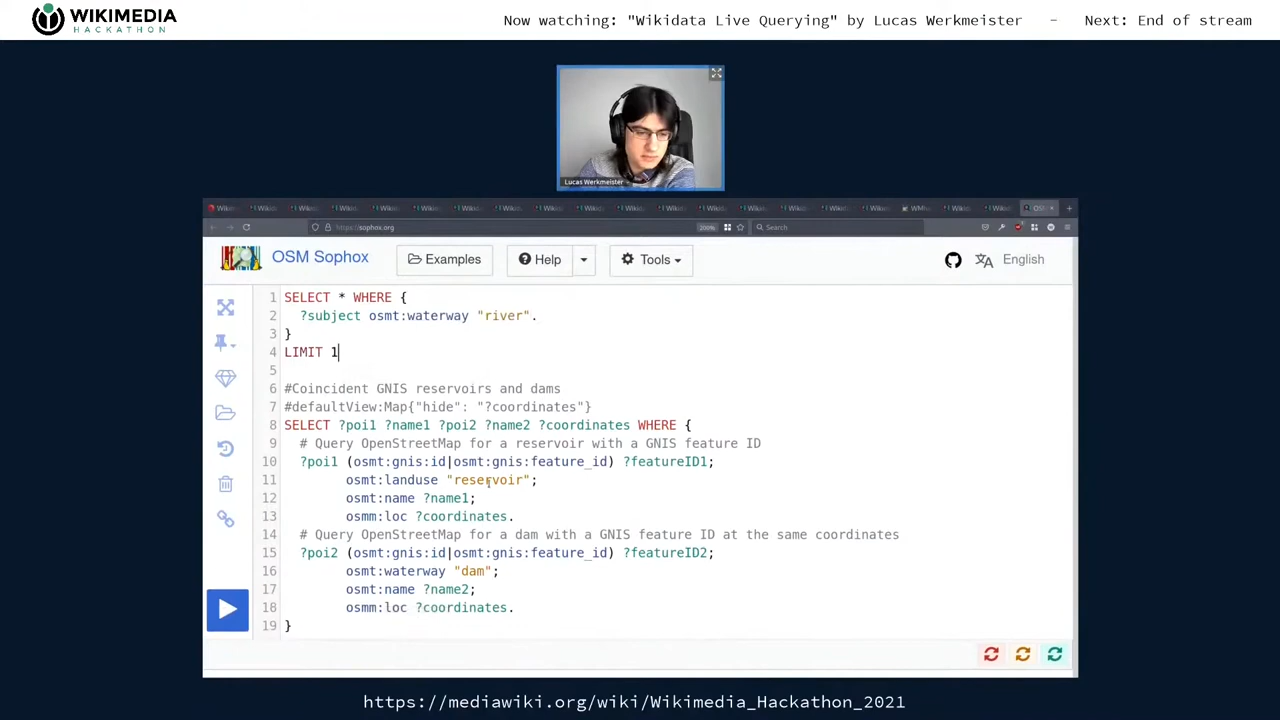 WIKIMEDIA
HACKATHON
Now watching: "Wikidata Live Querying" by Lucas Werkmeister - Next: End of stream
Lucas Werkmeister
https://sophox.org
200%
Search
OSM Sophox
Examples
Help
Tools
English
1 SELECT * WHERE {
2 ?subject osmt:waterway "river".
3 }
4 LIMIT 1
5
6 #Coincident GNIS reservoirs and dams
7 #defaultView:Map{"hide": "?coordinates"}
8 SELECT ?poi1 ?name1 ?poi2 ?name2 ?coordinates WHERE {
9 # Query OpenStreetMap for a reservoir with a GNIS feature ID
10 ?poi1 (osmt:gnis:id|osmt:gnis:feature_id) ?featureID1;
11 osmt:landuse "reservoir";
12 osmt:name ?name1;
13 osmm:loc ?coordinates.
14 # Query OpenStreetMap for a dam with a GNIS feature ID at the same coordinates
15 ?poi2 (osmt:gnis:id|osmt:gnis:feature_id) ?featureID2;
16 osmt:waterway "dam";
17 osmt:name ?name2;
18 osmm:loc ?coordinates.
19 }
https://mediawiki.org/wiki/Wikimedia_Hackathon_2021